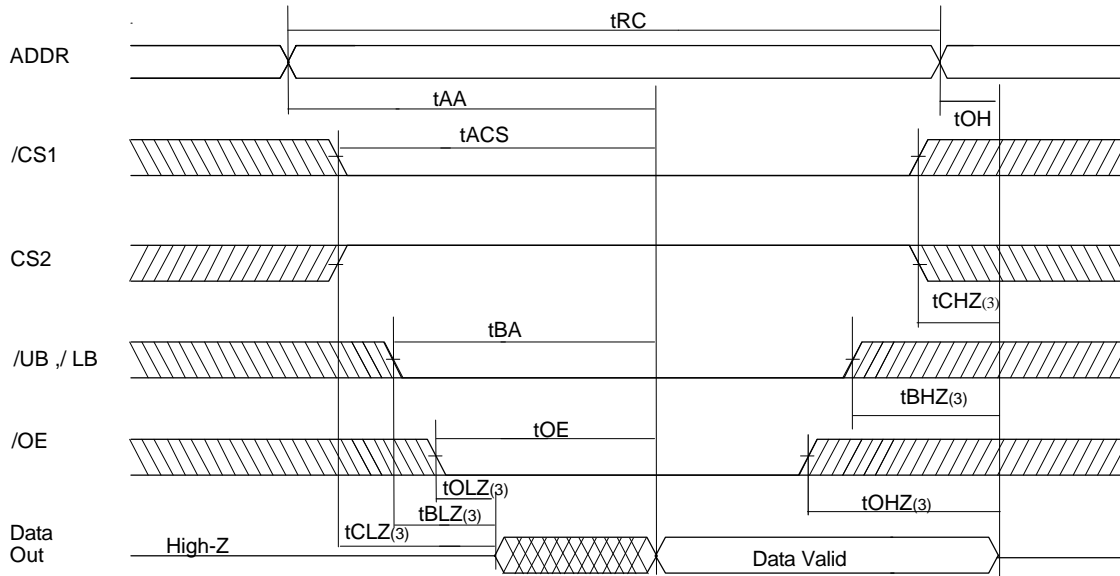 tRC
ADDR
tAA
tOH
tACS
/CS1
CS2
tCHZ(3)
tBA
/UB ,/ LB
tBHZ(3)
/OE
tOE
tOLZ(3)
tOHZ(3)
tBLZ(3)
tCLZ(3)
Data
Out
High-Z
Data Valid